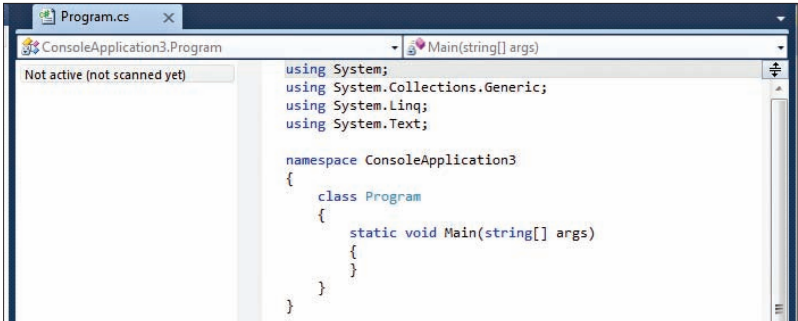 Program.cs
ConsoleApplication3.Program
Main(string[] args)
Not active (not scanned yet)
using System;
using System.Collections.Generic;
using System.Linq;
using System.Text;
namespace ConsoleApplication3
{
class Program
{
static void Main(string[] args)
{
}
}
}